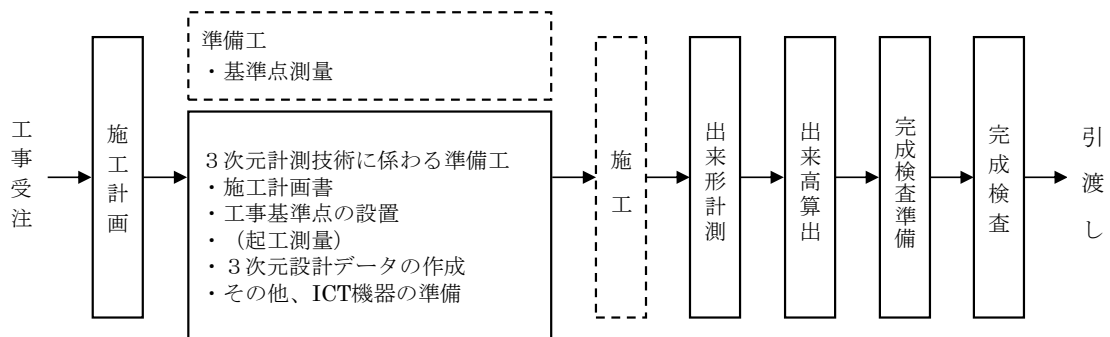 工事受注
施工計画
準備工
・基準点測量
３次元計測技術に係わる準備工
・施工計画書
・工事基準点の設置
・（起工測量）
・３次元設計データの作成
・その他、ICT機器の準備
施工
出来形計測
出来高算出
完成検査準備
完成検査
引渡し